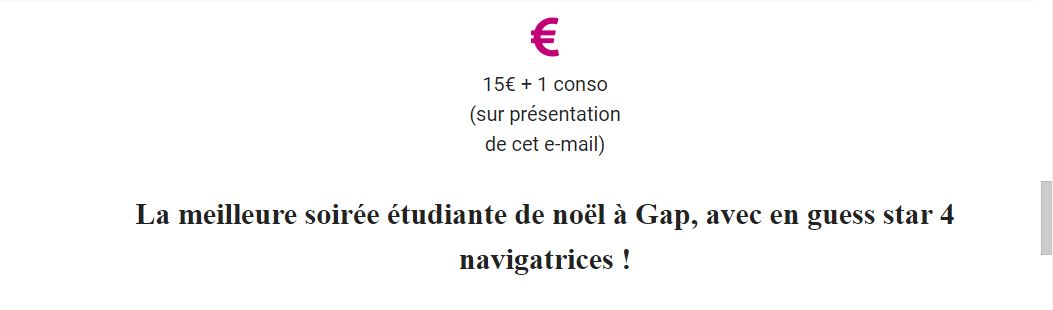 €
15€ + 1 conso
(sur présentation
de cet e-mail)
La meilleure soirée étudiante de noël à Gap, avec en guess star 4
navigatrices !